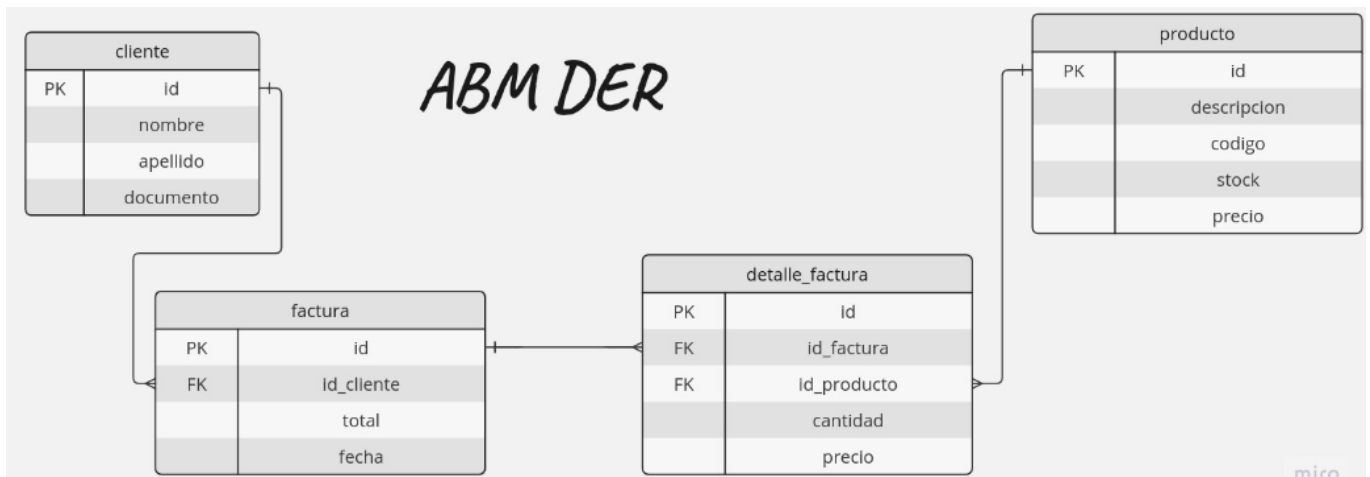 cliente
PK id
nombre
apellido
documento
ABM DER
producto
PK id
descripcion
codigo
stock
precio
factura
PK id
FK id_cliente
total
fecha
detalle_factura
PK id
FK id_factura
FK id_producto
cantidad
precio
miro